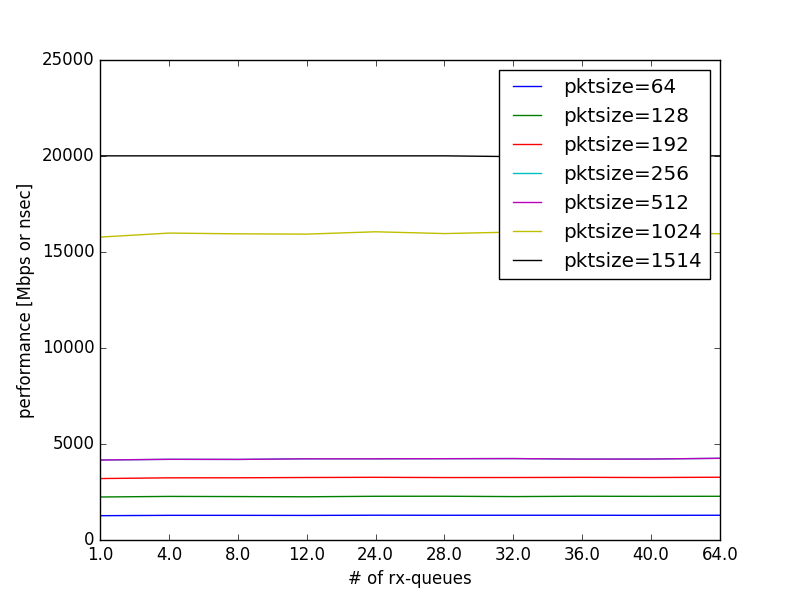 25000
20000
15000
10000
5000
0
performance [Mbps or nsec]
pktsize=64
pktsize=128
pktsize=192
pktsize=256
pktsize=512
pktsize=1024
pktsize=1514
1.0 4.0 8.0 12.0 24.0 28.0 32.0 36.0 40.0 64.0
# of rx-queues